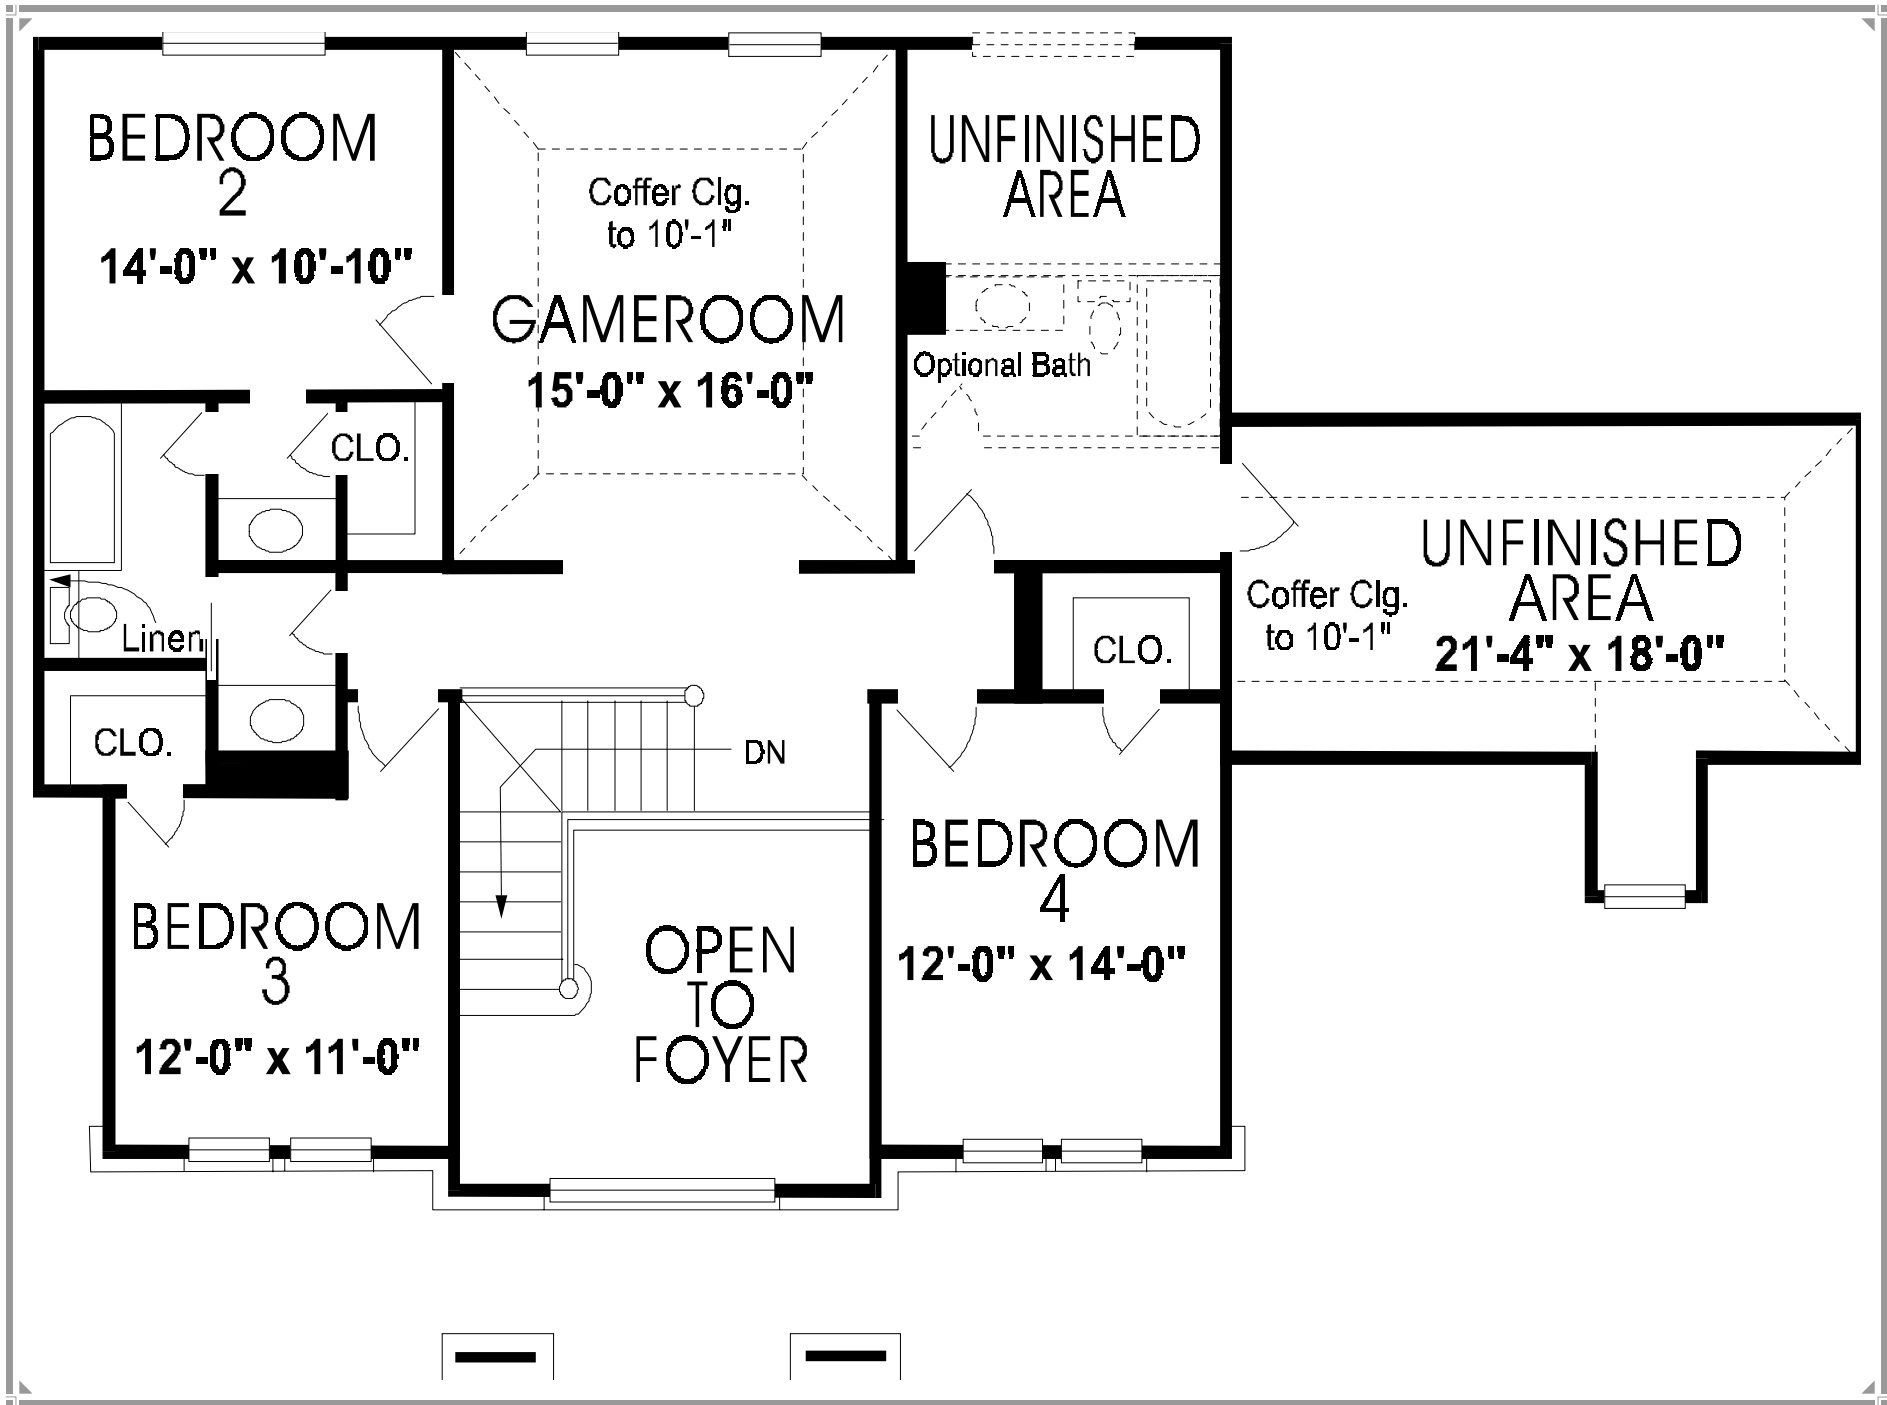 BEDROOM
2
14'-0" x 10'-10"
Coffer Clg.
to 10'-1"
GAMEROOM
15'-0" x 16'-0"
UNFINISHED
AREA
Optional Bath
CLO.
Linen
CLO.
UNFINISHED
AREA
21'-4" x 18'-0"
Coffer Clg.
to 10'-1"
CLO.
DN
BEDROOM
3
12'-0" x 11'-0"
OPEN
TO
FOYER
BEDROOM
4
12'-0" x 14'-0"